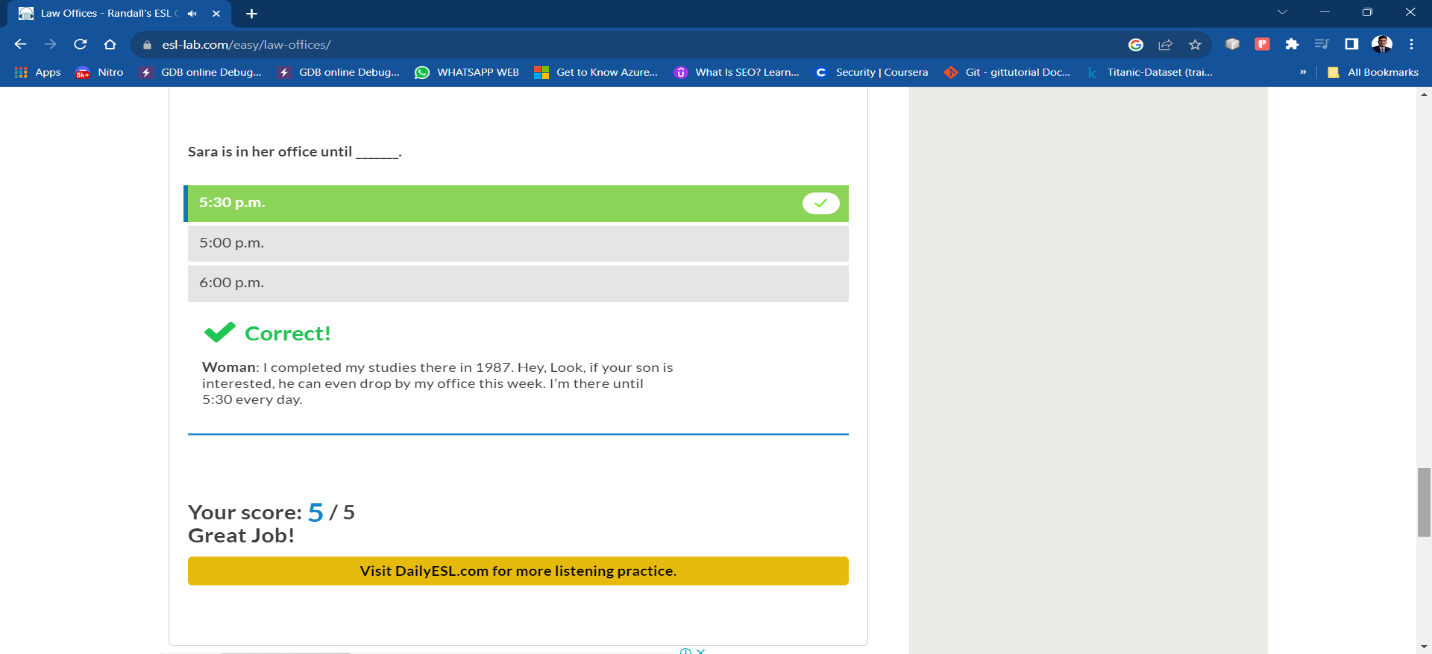 Law Offices - Randall's ESL
esl-lab.com/easy/law-offices/
Apps Nitro GDB online Debug... GDB online Debug... WHATSAPP WEB Get to Know Azure... What Is SEO? Learn... Security | Coursera Git - gittutorial Doc... Titanic-Dataset (trai... » All Bookmarks
Sara is in her office until _______.
5:30 p.m.
5:00 p.m.
6:00 p.m.
Correct!
Woman: I completed my studies there in 1987. Hey, Look, if your son is
interested, he can even drop by my office this week. I'm there until
5:30 every day.
Your score: 5 / 5
Great Job!
Visit DailyESL.com for more listening practice.